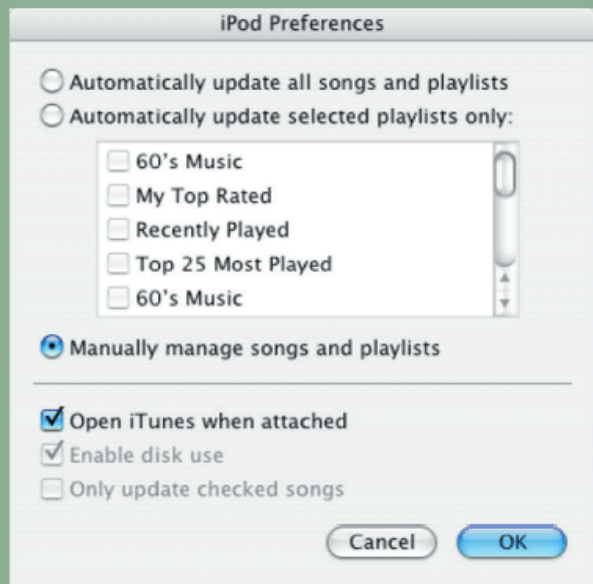 iPod Preferences
Automatically update all songs and playlists
Automatically update selected playlists only:
60's Music
My Top Rated
Recently Played
Top 25 Most Played
60's Music
Manually manage songs and playlists
Open iTunes when attached
Enable disk use
Only update checked songs
Cancel OK